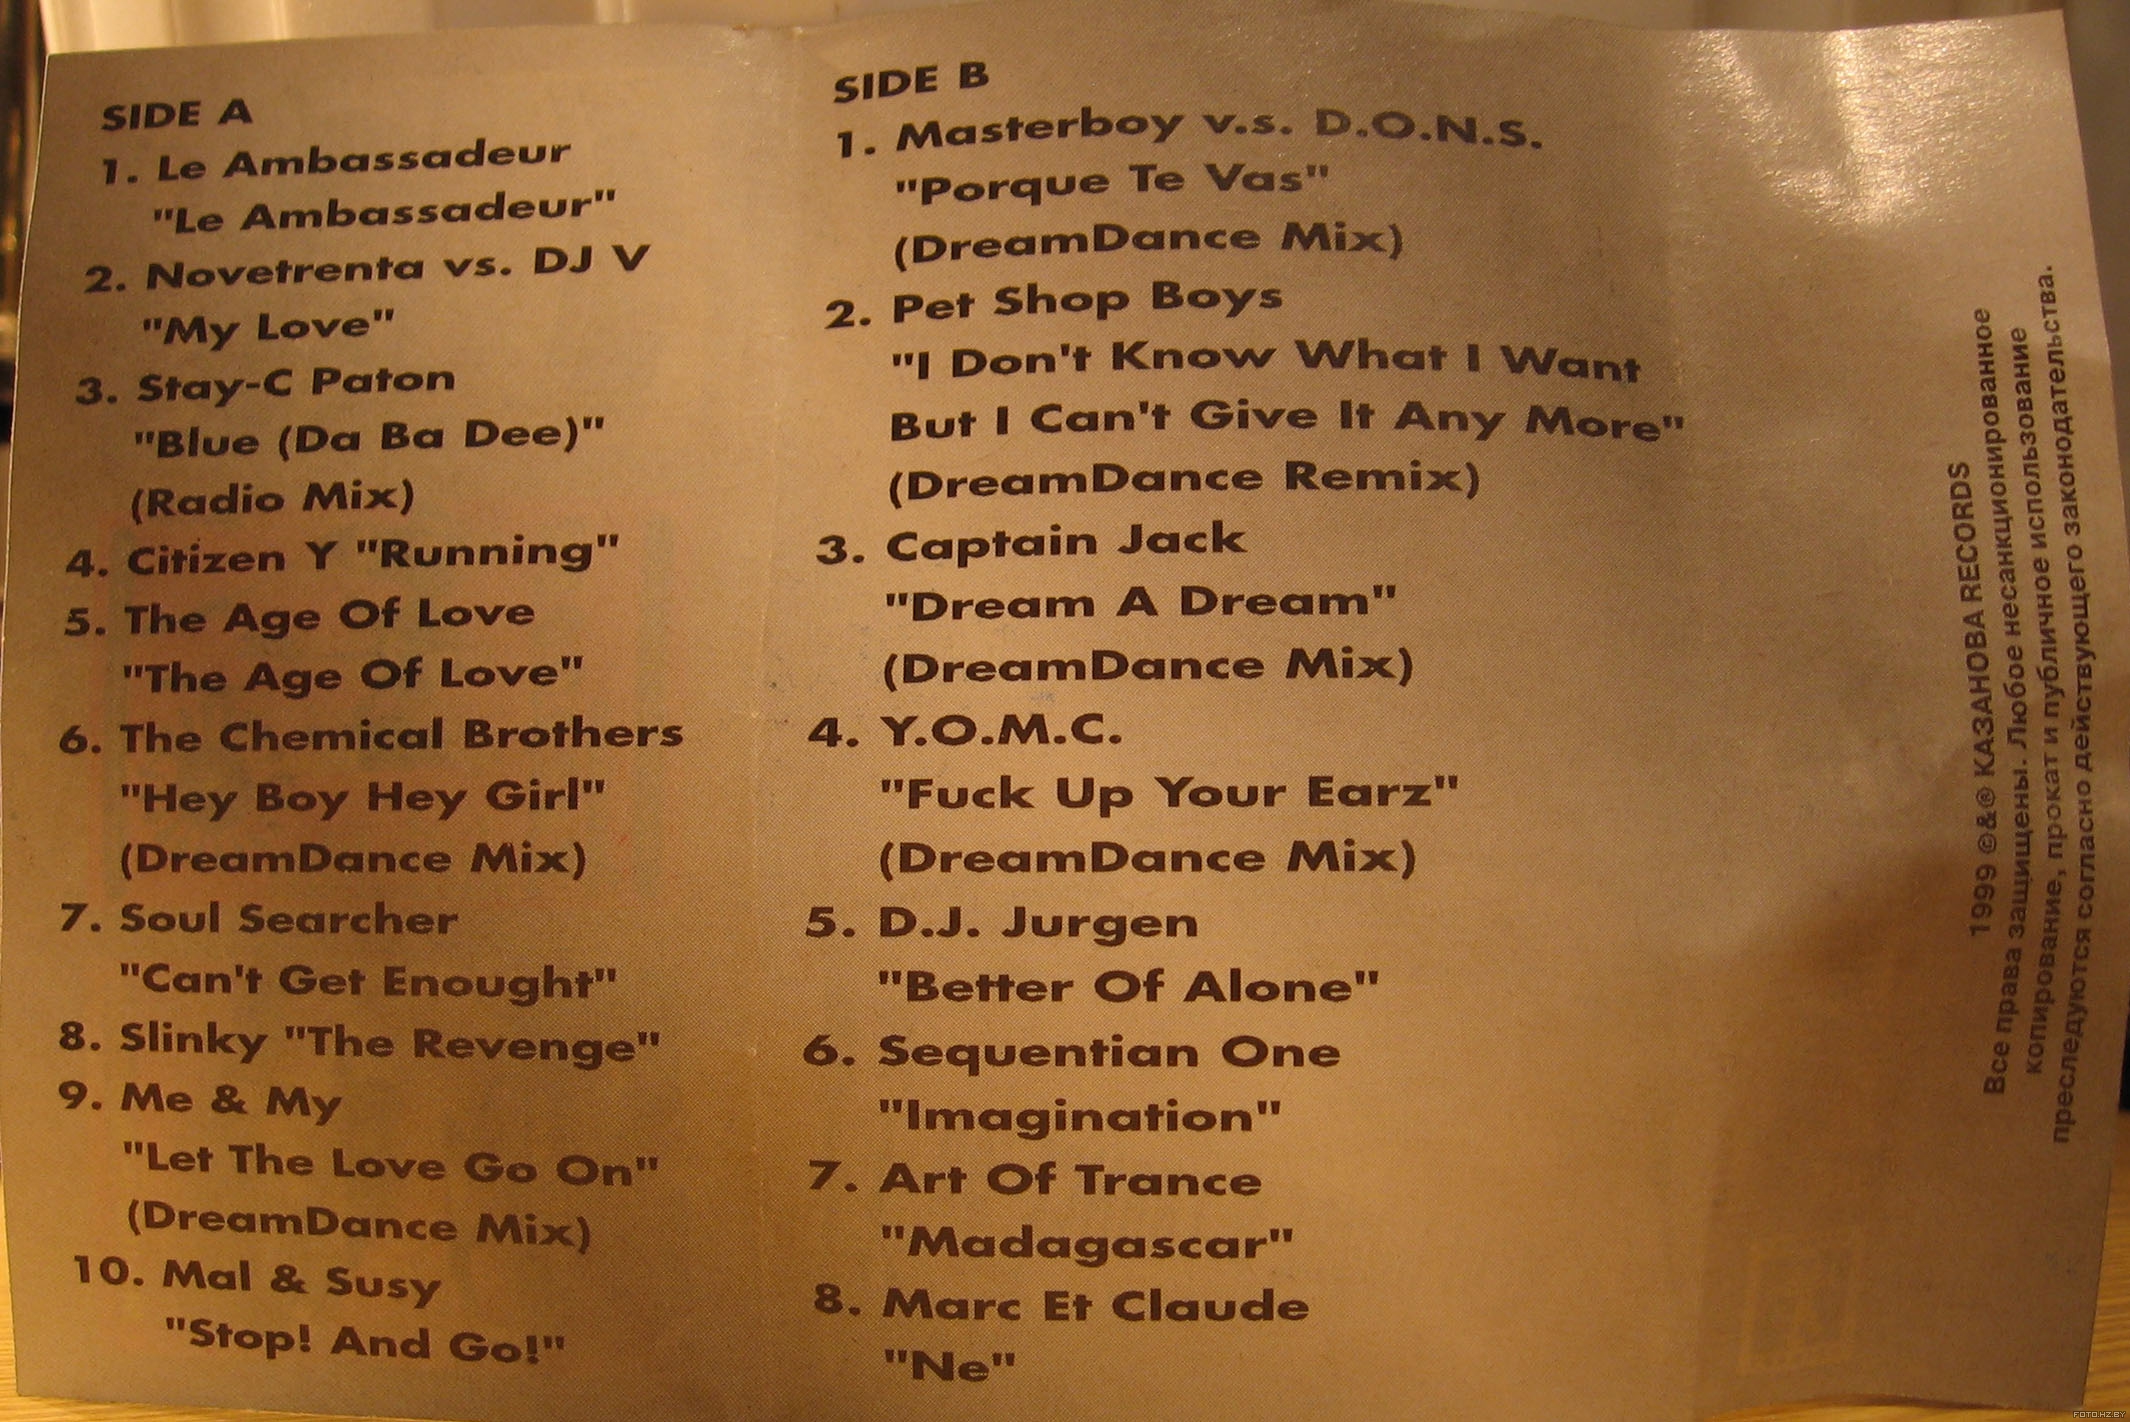 SIDE A
1. Le Ambassadeur
"Le Ambassadeur"
2. Novetrenta vs. DJ V
"My Love"
3. Stay-C Paton
"Blue (Da Ba Dee)"
(Radio Mix)
4. Citizen Y "Running"
5. The Age Of Love
"The Age Of Love"
6. The Chemical Brothers
"Hey Boy Hey Girl"
(DreamDance Mix)
7. Soul Searcher
"Can't Get Enought"
8. Slinky "The Revenge"
9. Me & My
"Let The Love Go On"
(DreamDance Mix)
10. Mal & Susy
"Stop! And Go!"
SIDE B
1. Masterboy v.s. D.O.N.S.
"Porque Te Vas"
(DreamDance Mix)
2. Pet Shop Boys
"I Don't Know What I Want
But I Can't Give It Any More"
(DreamDance Remix)
3. Captain Jack
"Dream A Dream"
(DreamDance Mix)
4. Y.O.M.C.
"Fuck Up Your Earz"
(DreamDance Mix)
5. D.J. Jurgen
"Better Of Alone"
6. Sequentian One
"Imagination"
7. Art Of Trance
"Madagascar"
8. Marc Et Claude
"Ne"
1999 ©&® КАЗАНОВА RECORDS
Все права защищены. Любое несанкционированное
копирование, прокат и публичное использование
преследуются согласно действующего законодательства.
FOTO.HZ.BY